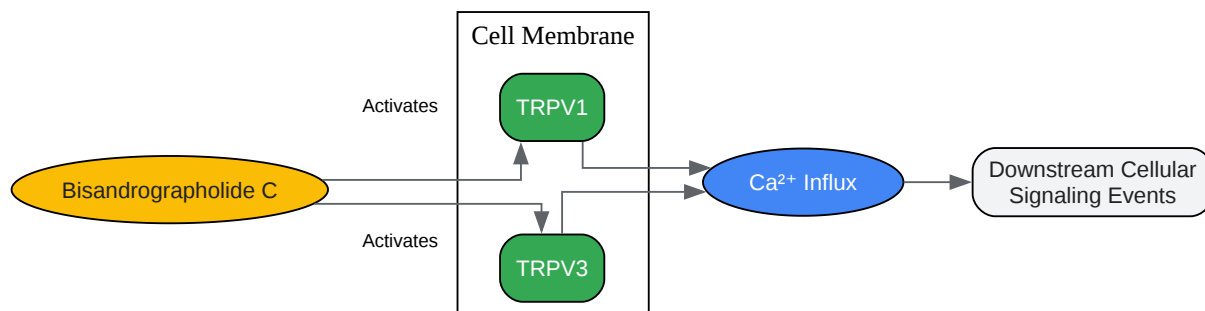 Cell Membrane
Activates
TRPV1
Bisandrographolide C
Ca²⁺ Influx
Downstream Cellular
Signaling Events
Activates
TRPV3